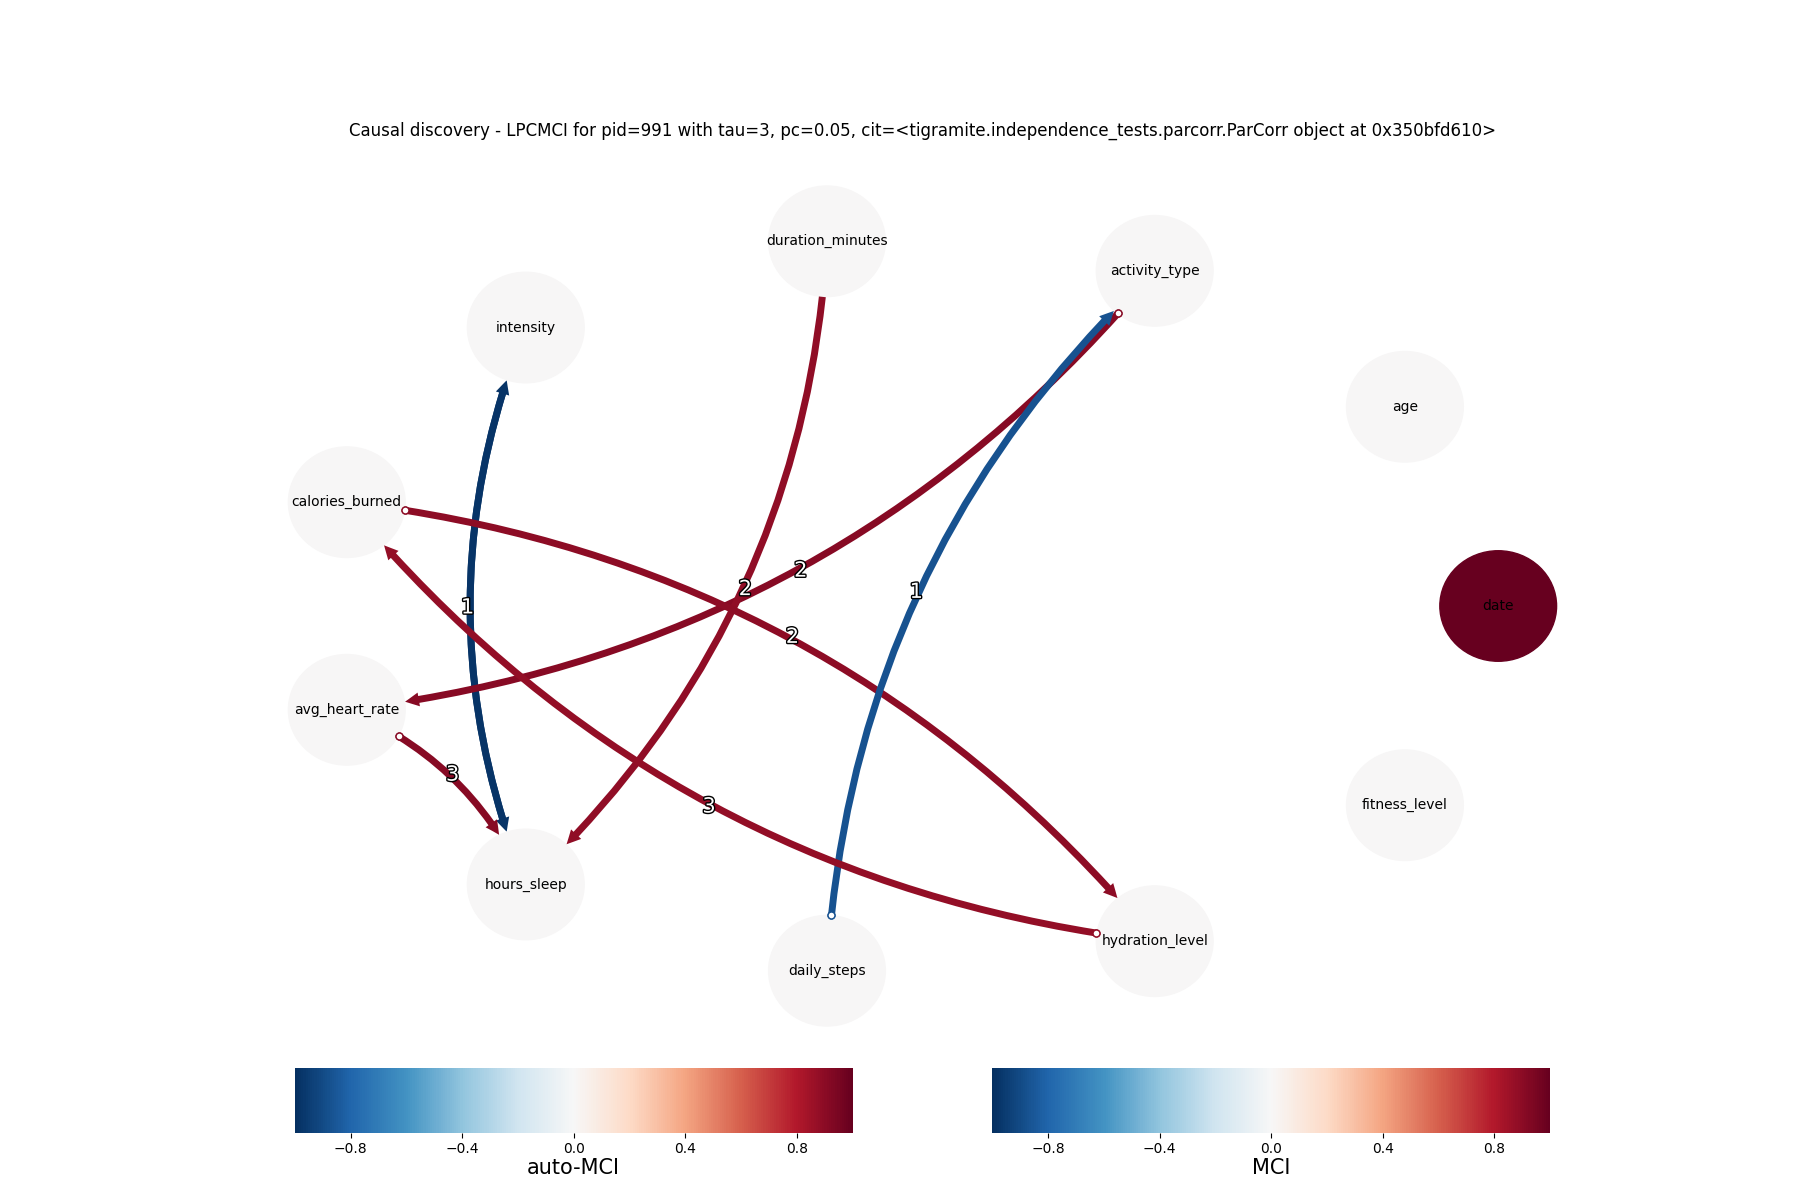 Causal discovery - LPCMCI for pid=991 with tau=3, pc=0.05, cit=<tigramite.independence_tests.parcorr.ParCorr object at 0x350bfd610>
duration_minutes
activity_type
intensity
age
calories_burned
2
2
1
1
date
2
avg_heart_rate
3
3
fitness_level
hours_sleep
hydration_level
daily_steps
−0.8 −0.4 0.0 0.4 0.8
auto-MCI
−0.8 −0.4 0.0 0.4 0.8
MCI